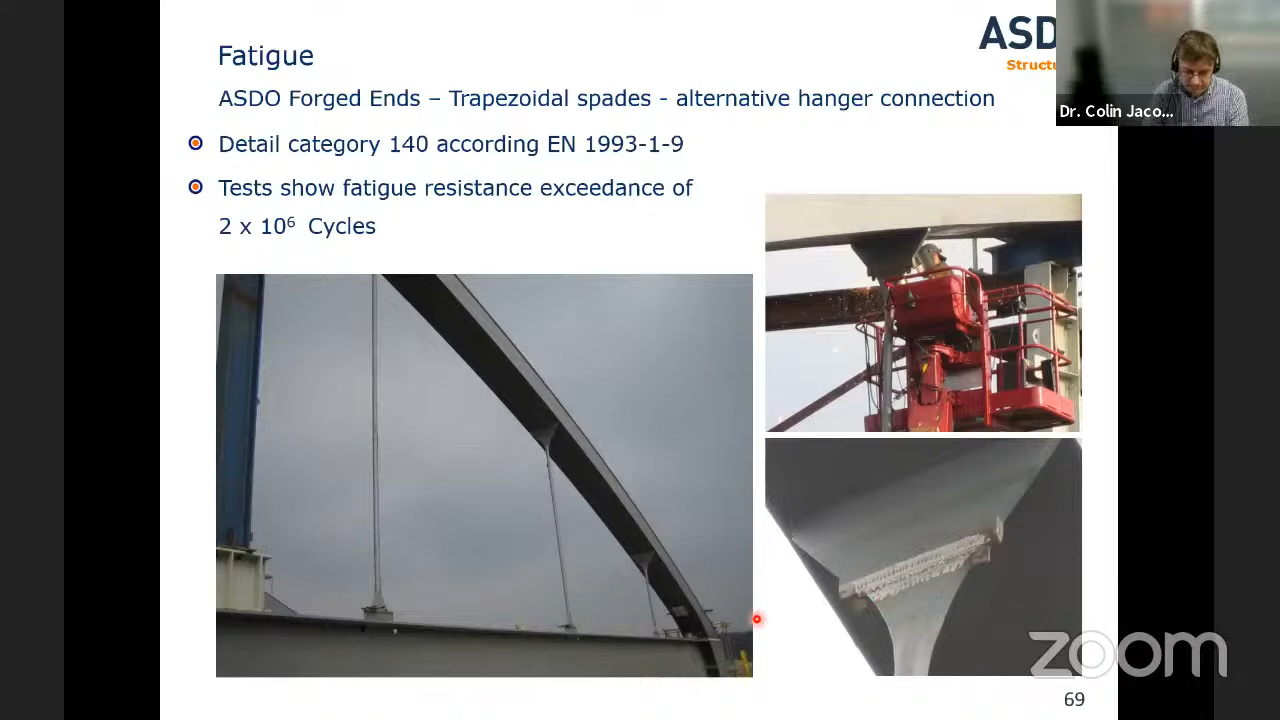 Fatigue
ASD
Structu
ASDO Forged Ends – Trapezoidal spades - alternative hanger connection
Dr. Colin Jaco...
Detail category 140 according EN 1993-1-9
Tests show fatigue resistance exceedance of
2 x 10⁶ Cycles
zoom
69